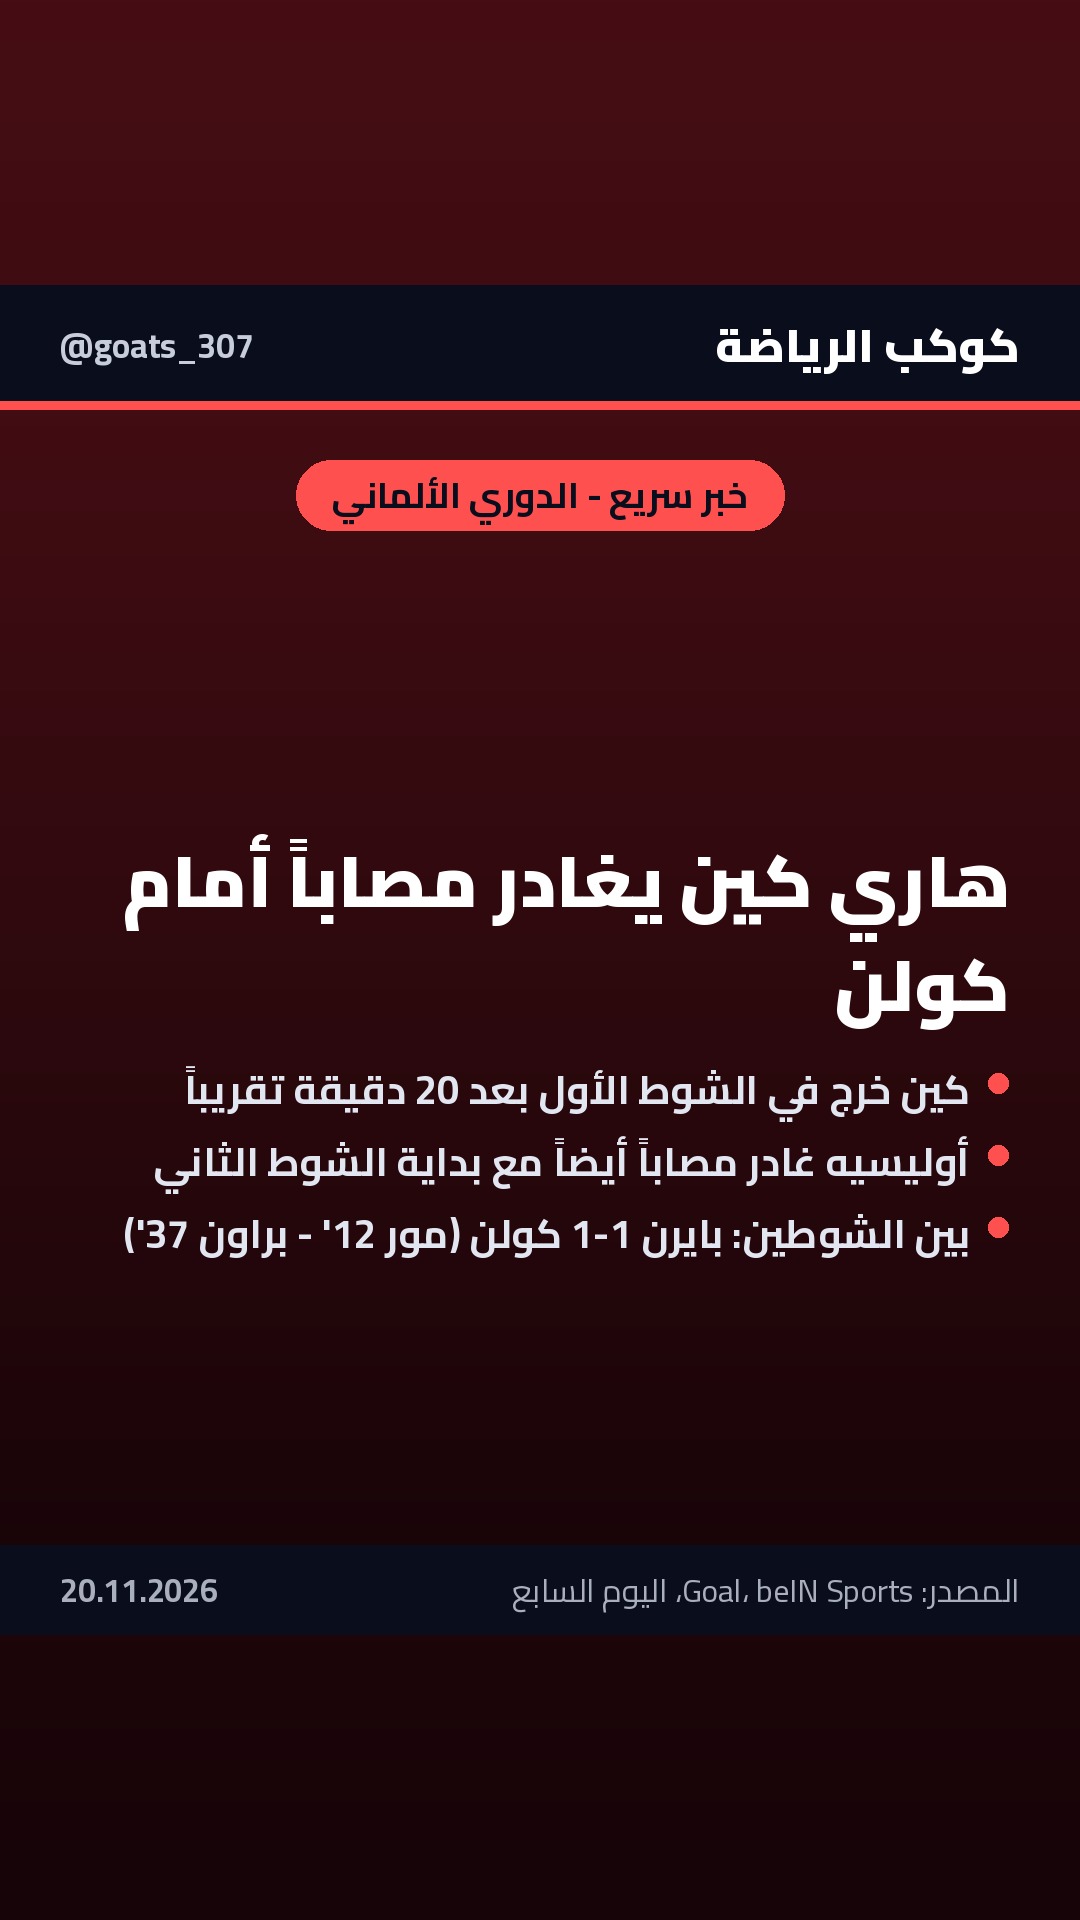 كوكب الرياضة
@goats_307
خبر سريع - الدوري الألماني
هاري كين يغادر مصاباً أمام
كولن
كين خرج في الشوط الأول بعد 20 دقيقة تقريباً
أوليسيه غادر مصاباً أيضاً مع بداية الشوط الثاني
بين الشوطين: بايرن 1-1 كولن (مور 12' - براون 37')
المصدر: Goal، beIN Sports، اليوم السابع
20.11.2026